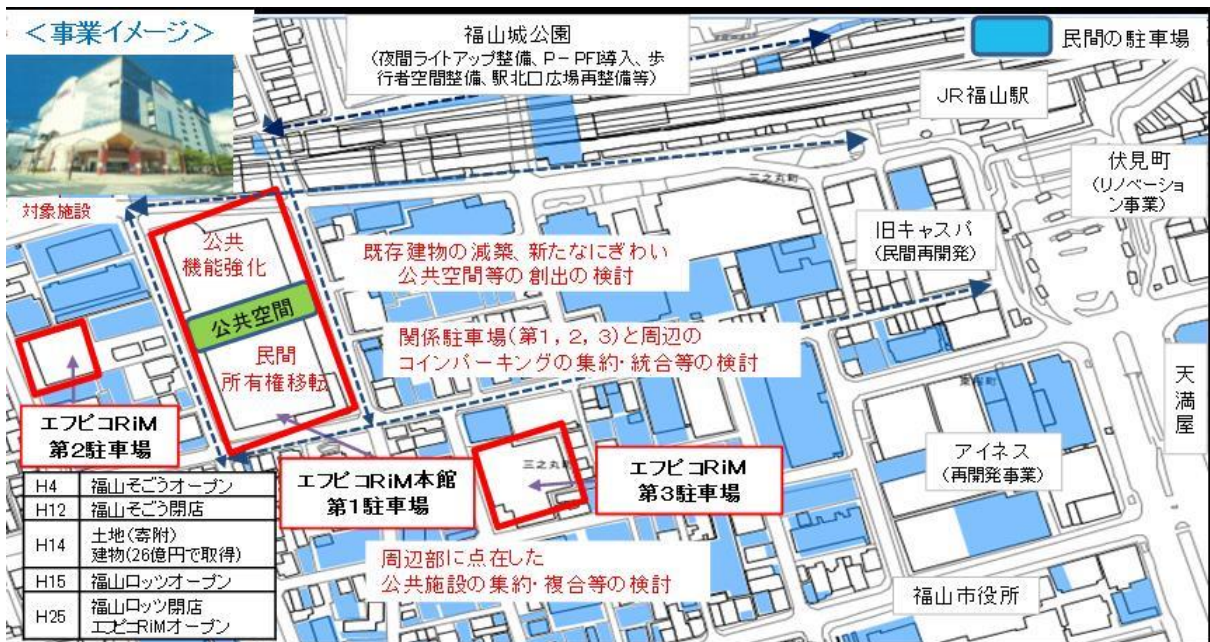 ＜事業イメージ＞
福山城公園
(夜間ライトアップ整備、P－PFI導入、歩
行者空間整備、駅北口広場再整備等)
民間の駐車場
JR福山駅
伏見町
(リノベーショ
ン事業)
三之丸町
対象施設
公共
機能強化
公共空間
民間
所有権移転
既存建物の減築、新たなにぎわい
公共空間等の創出の検討
旧キャスパ
(民間再開発)
関係駐車場(第1, 2, 3)と周辺の
コインパーキングの集約・統合等の検討
天
満
屋
エフピコRiM
第2駐車場
エフピコRiM本館
第1駐車場
三之丸町
エフピコRiM
第3駐車場
アイネス
(再開発事業)
H4 福山そごうオープン
H12 福山そごう閉店
H14 土地(寄附)
建物(26億円で取得)
H15 福山ロッツオープン
H25 福山ロッツ閉店
エフピコRiMオープン
周辺部に点在した
公共施設の集約・複合等の検討
福山市役所